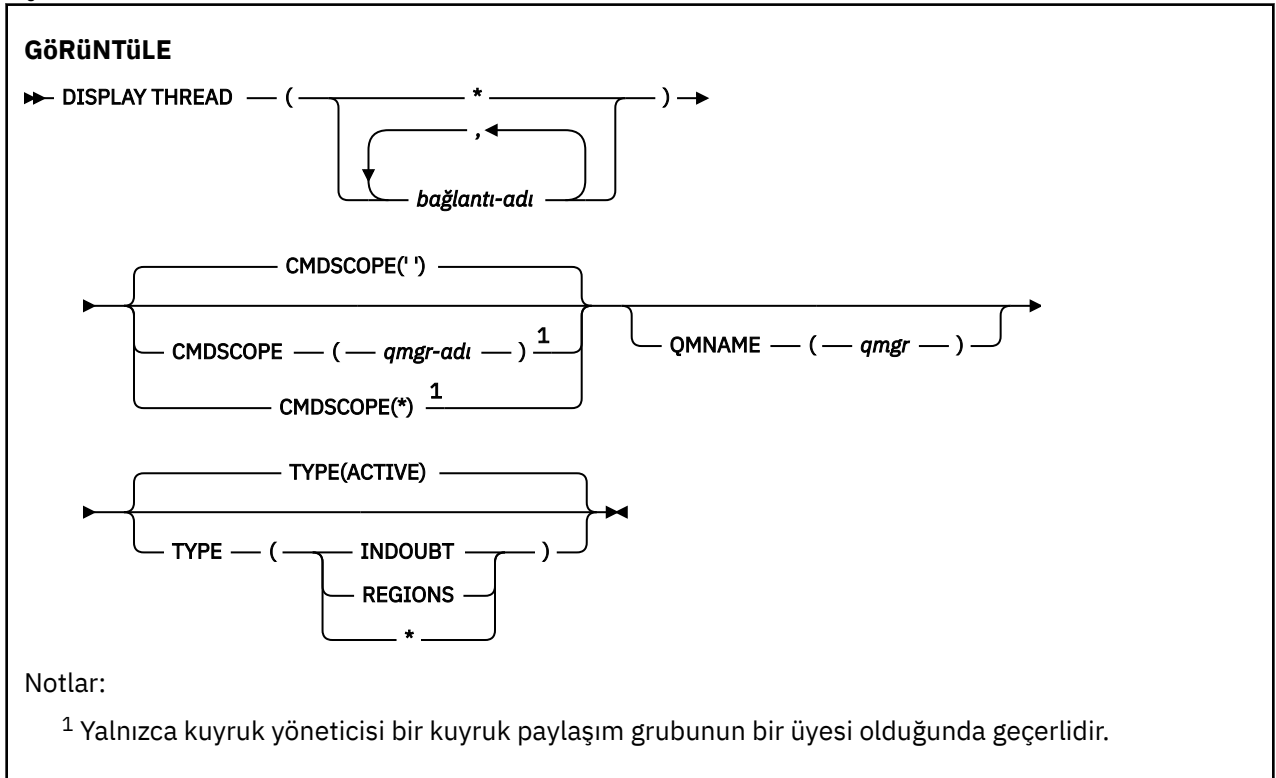 GöRüNTüLE
DISPLAY THREAD ( * )
,
bağlantı-adı
CMDSCOPE(' ')
CMDSCOPE ( qmgr-adı ) 1
QMNAME ( qmgr )
CMDSCOPE(*) 1
TYPE(ACTIVE)
TYPE ( INDOUBT )
REGIONS
*
Notlar:
1 Yalnızca kuyruk yöneticisi bir kuyruk paylaşım grubunun bir üyesi olduğunda geçerlidir.